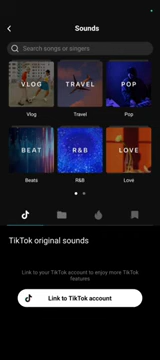 Sounds
Search songs or singers
VLOG
TRAVEL
POP
Vlog
Travel
Pop
BEAT
R&B
LOVE
Beats
R&B
Love
TikTok original sounds
Link to your TikTok account to enjoy more TikTok
features
Link to TikTok account